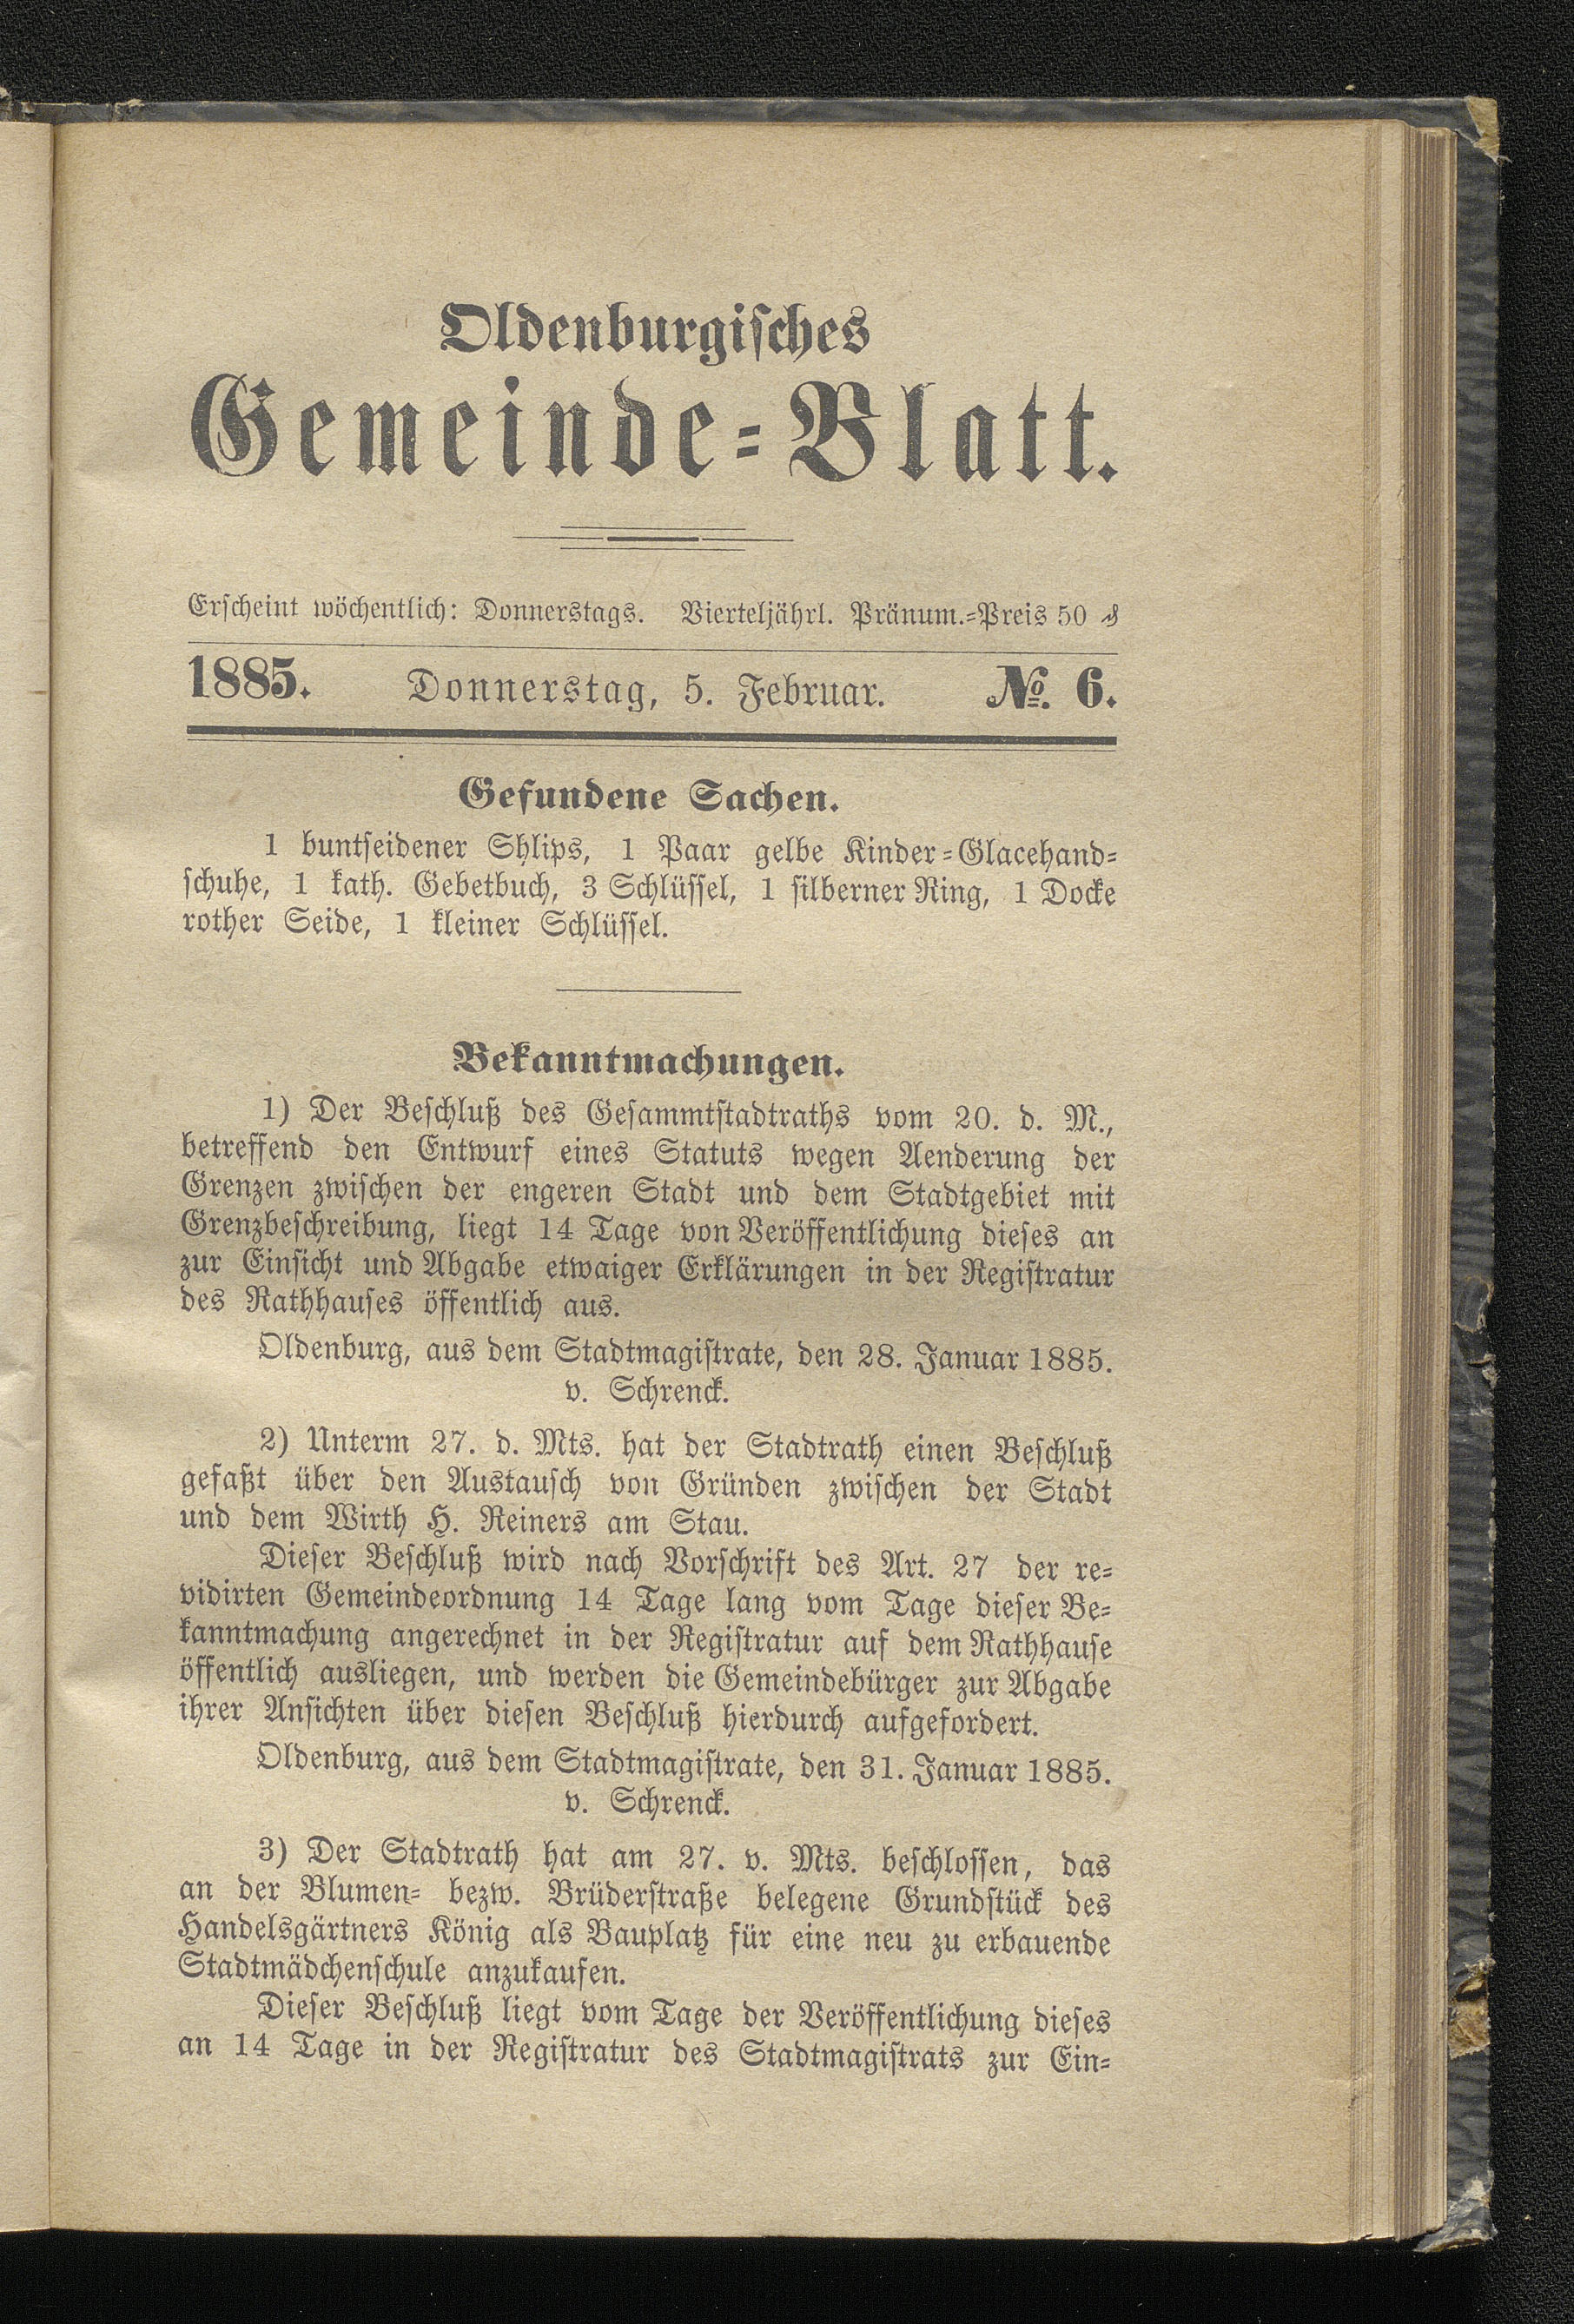 Oldenburgisches
Gemeinde-Blatt.
Erscheint wöchentlich: Donnerstags. Vierteljährl. Pränum.-Preis 50 ₰
1885. Donnerstag, 5. Februar. №. 6.
Gefundene Sachen.
1 buntseidener Shlips, 1 Paar gelbe Kinder-Glacehand-
schuhe, 1 kath. Gebetbuch, 3 Schlüssel, 1 silberner Ring, 1 Docke
rother Seide, 1 kleiner Schlüssel.
Bekanntmachungen.
1) Der Beschluß des Gesammtstadtraths vom 20. d. M.,
betreffend den Entwurf eines Statuts wegen Aenderung der
Grenzen zwischen der engeren Stadt und dem Stadtgebiet mit
Grenzbeschreibung, liegt 14 Tage von Veröffentlichung dieses an
zur Einsicht und Abgabe etwaiger Erklärungen in der Registratur
des Rathhauses öffentlich aus.
Oldenburg, aus dem Stadtmagistrate, den 28. Januar 1885.
v. Schrenck.
2) Unterm 27. d. Mts. hat der Stadtrath einen Beschluß
gefaßt über den Austausch von Gründen zwischen der Stadt
und dem Wirth H. Reiners am Stau.
Dieser Beschluß wird nach Vorschrift des Art. 27 der re-
vidirten Gemeindeordnung 14 Tage lang vom Tage dieser Be-
kanntmachung angerechnet in der Registratur auf dem Rathhause
öffentlich ausliegen, und werden die Gemeindebürger zur Abgabe
ihrer Ansichten über diesen Beschluß hierdurch aufgefordert.
Oldenburg, aus dem Stadtmagistrate, den 31. Januar 1885.
v. Schrenck.
3) Der Stadtrath hat am 27. v. Mts. beschlossen, das
an der Blumen- bezw. Brüderstraße belegene Grundstück des
Handelsgärtners König als Bauplatz für eine neu zu erbauende
Stadtmädchenschule anzukaufen.
Dieser Beschluß liegt vom Tage der Veröffentlichung dieses
an 14 Tage in der Registratur des Stadtmagistrats zur Ein-